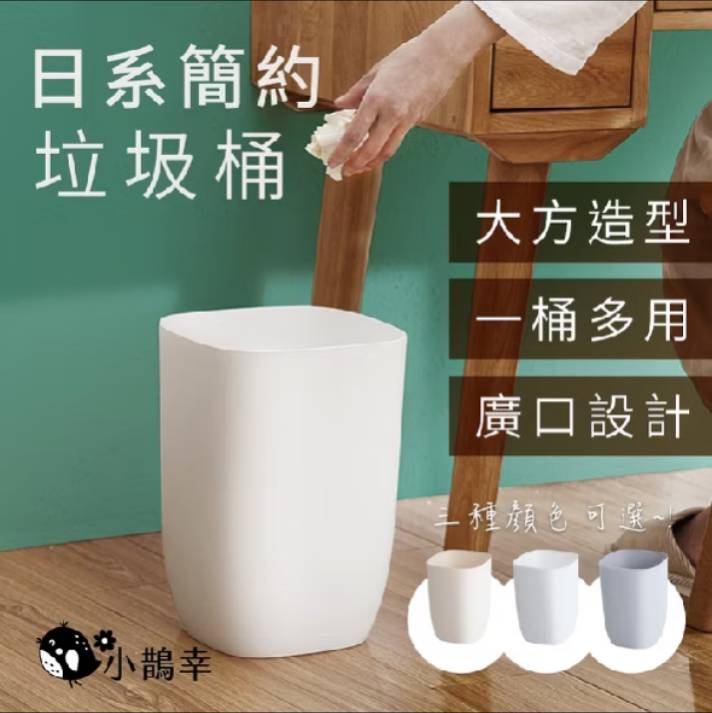 日系簡約
垃圾桶
大方造型
一桶多用
廣口設計
三種顏色可選~!
小鵲幸